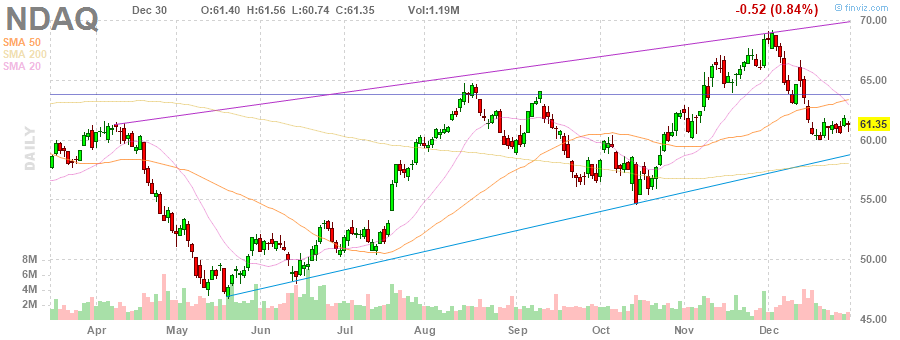 NDAQ Dec 30 O:61.40 H:61.56 L:60.74 C:61.35 Vol:1.19M -0.52 (0.84%) © finviz.com
SMA 50
SMA 200
SMA 20
DAILY
70.00
65.00
61.35
60.00
55.00
50.00
45.00
8M
6M
4M
2M
Apr May Jun Jul Aug Sep Oct Nov Dec